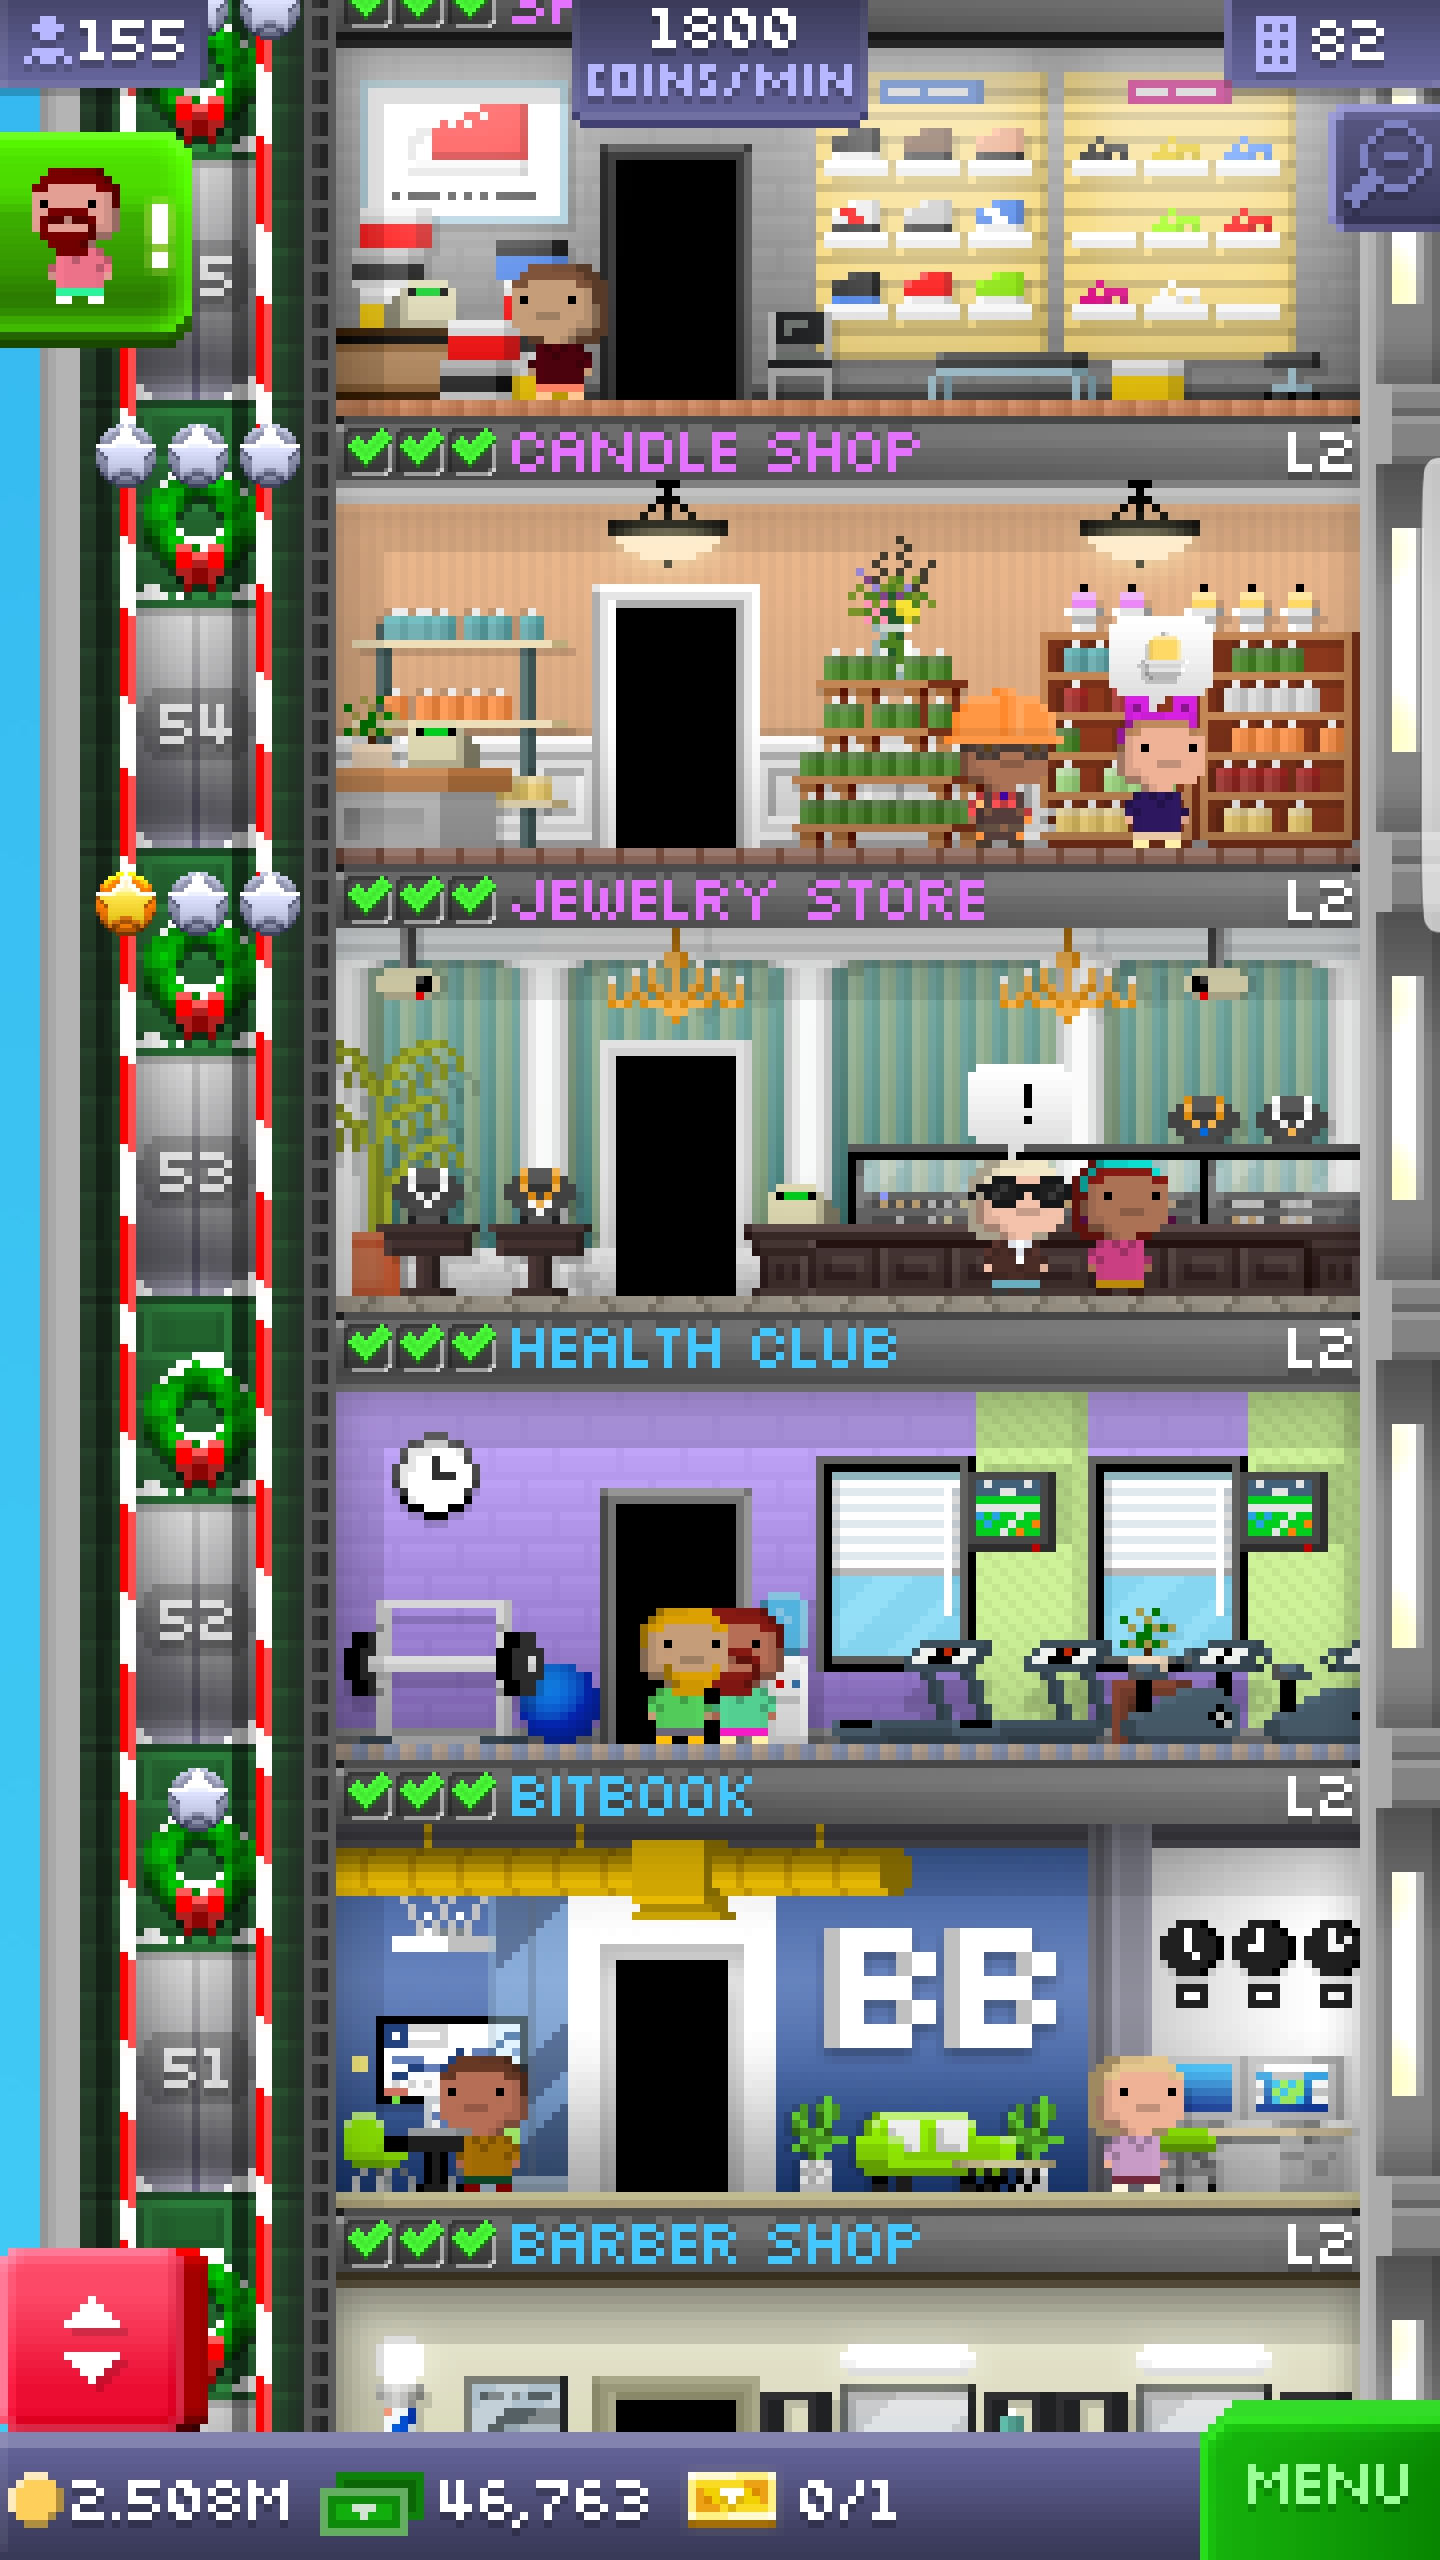 155
1800
COINS/MIN
82
!
5
CANDLE SHOP L2
54
JEWELRY STORE L2
53
!
HEALTH CLUB L2
52
BITBOOK L2
BB
51
BARBER SHOP L2
2.508M 46,763 0/1
MENU